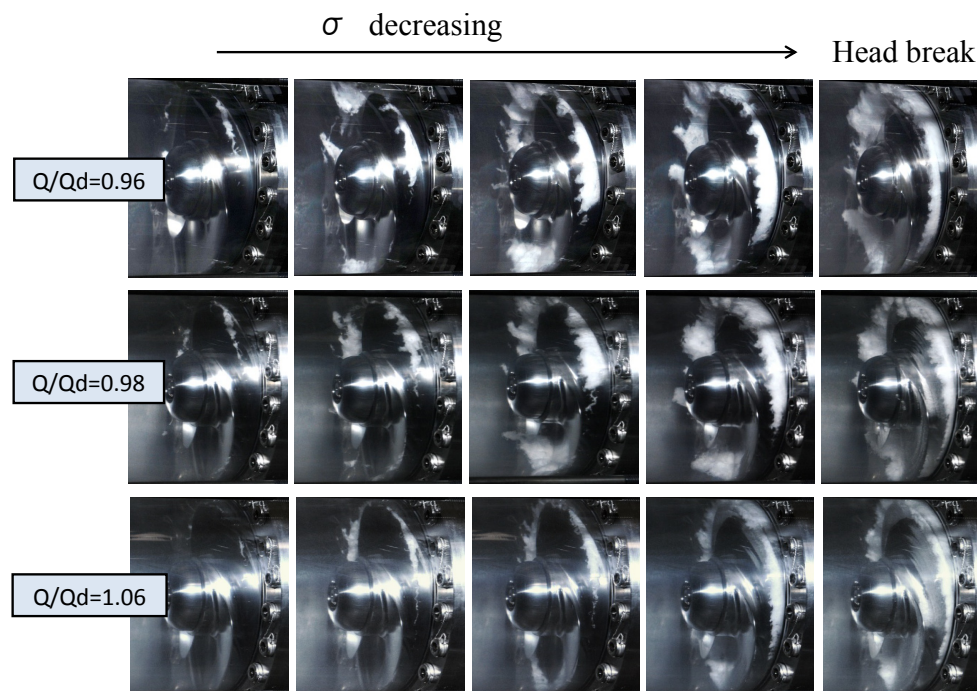 σ decreasing
Head break
Q/Qd=0.96
Q/Qd=0.98
Q/Qd=1.06